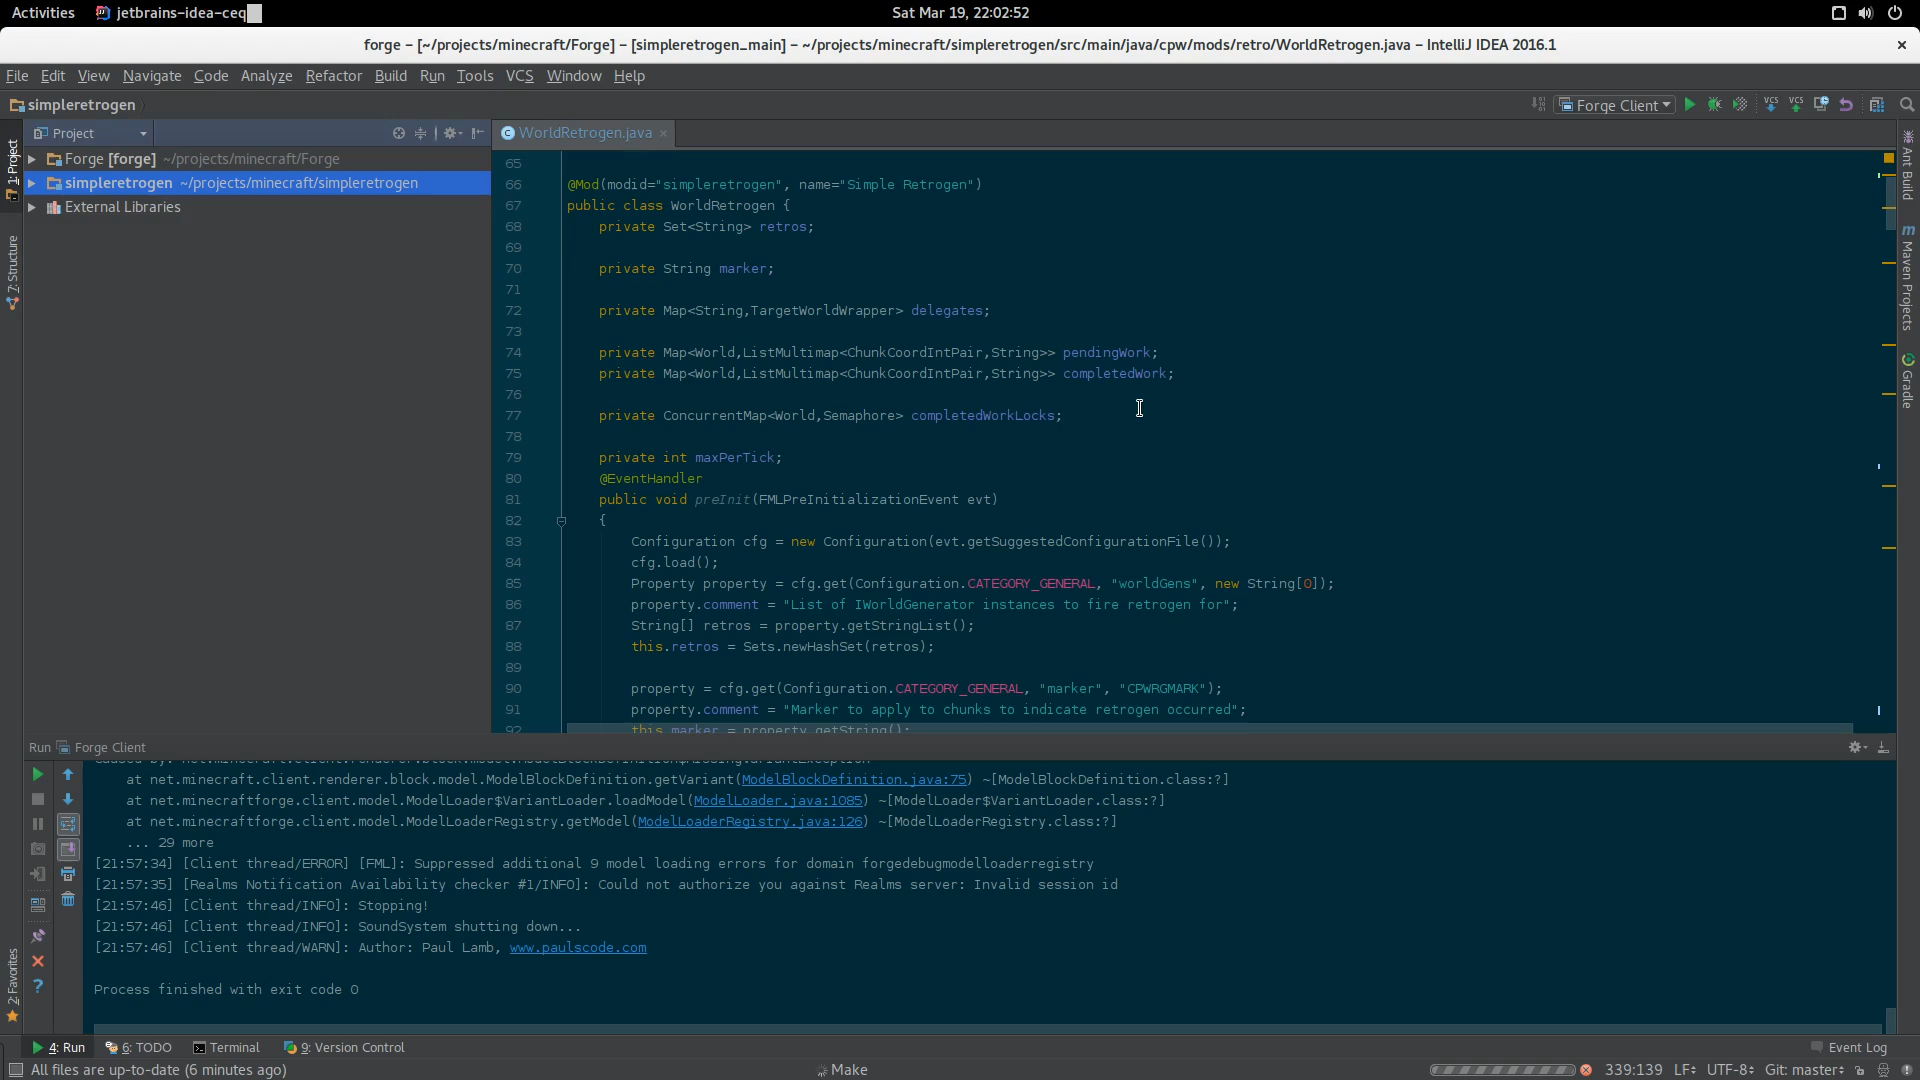 Activities jetbrains-idea-ceq Sat Mar 19, 22:02:52
forge – [~/projects/minecraft/Forge] – [simpleretrogen_main] – ~/projects/minecraft/simpleretrogen/src/main/java/cpw/mods/retro/WorldRetrogen.java – IntelliJ IDEA 2016.1
File Edit View Navigate Code Analyze Refactor Build Run Tools VCS Window Help
simpleretrogen Forge Client VCS VCS
1: Project
7: Structure
2: Favorites
Project
Forge [forge] ~/projects/minecraft/Forge
simpleretrogen ~/projects/minecraft/simpleretrogen
External Libraries
WorldRetrogen.java
65
66 @Mod(modid="simpleretrogen", name="Simple Retrogen")
67 public class WorldRetrogen {
68 private Set<String> retros;
69
70 private String marker;
71
72 private Map<String,TargetWorldWrapper> delegates;
73
74 private Map<World,ListMultimap<ChunkCoordIntPair,String>> pendingWork;
75 private Map<World,ListMultimap<ChunkCoordIntPair,String>> completedWork;
76
77 private ConcurrentMap<World,Semaphore> completedWorkLocks;
78
79 private int maxPerTick;
80 @EventHandler
81 public void preInit(FMLPreInitializationEvent evt)
82 {
83 Configuration cfg = new Configuration(evt.getSuggestedConfigurationFile());
84 cfg.load();
85 Property property = cfg.get(Configuration.CATEGORY_GENERAL, "worldGens", new String[0]);
86 property.comment = "List of IWorldGenerator instances to fire retrogen for";
87 String[] retros = property.getStringList();
88 this.retros = Sets.newHashSet(retros);
89
90 property = cfg.get(Configuration.CATEGORY_GENERAL, "marker", "CPWRGMARK");
91 property.comment = "Marker to apply to chunks to indicate retrogen occurred";
92 this.marker = property.getString();
Ant Build
m Maven Projects
Gradle
Run Forge Client
at net.minecraft.client.renderer.block.model.ModelBlockDefinition.getVariant(ModelBlockDefinition.java:75) ~[ModelBlockDefinition.class:?]
at net.minecraftforge.client.model.ModelLoader$VariantLoader.loadModel(ModelLoader.java:1085) ~[ModelLoader$VariantLoader.class:?]
at net.minecraftforge.client.model.ModelLoaderRegistry.getModel(ModelLoaderRegistry.java:126) ~[ModelLoaderRegistry.class:?]
... 29 more
[21:57:34] [Client thread/ERROR] [FML]: Suppressed additional 9 model loading errors for domain forgedebugmodelloaderregistry
[21:57:35] [Realms Notification Availability checker #1/INFO]: Could not authorize you against Realms server: Invalid session id
[21:57:46] [Client thread/INFO]: Stopping!
[21:57:46] [Client thread/INFO]: SoundSystem shutting down...
[21:57:46] [Client thread/WARN]: Author: Paul Lamb, www.paulscode.com
Process finished with exit code 0
4: Run 6: TODO Terminal 9: Version Control Event Log
All files are up-to-date (6 minutes ago) Make 339:139 LF UTF-8 Git: master